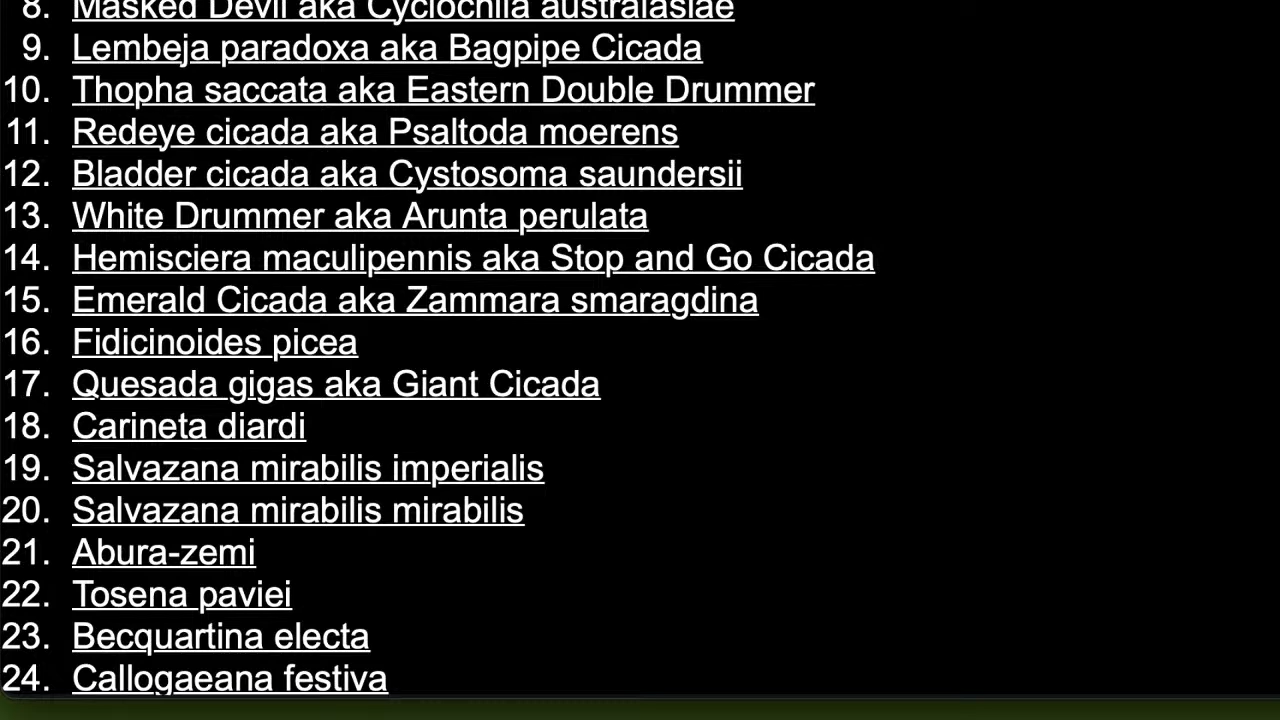 8. Masked Devil aka Cyclochila australasiae
9. Lembeja paradoxa aka Bagpipe Cicada
10. Thopha saccata aka Eastern Double Drummer
11. Redeye cicada aka Psaltoda moerens
12. Bladder cicada aka Cystosoma saundersii
13. White Drummer aka Arunta perulata
14. Hemisciera maculipennis aka Stop and Go Cicada
15. Emerald Cicada aka Zammara smaragdina
16. Fidicinoides picea
17. Quesada gigas aka Giant Cicada
18. Carineta diardi
19. Salvazana mirabilis imperialis
20. Salvazana mirabilis mirabilis
21. Abura-zemi
22. Tosena paviei
23. Becquartina electa
24. Callogaeana festiva